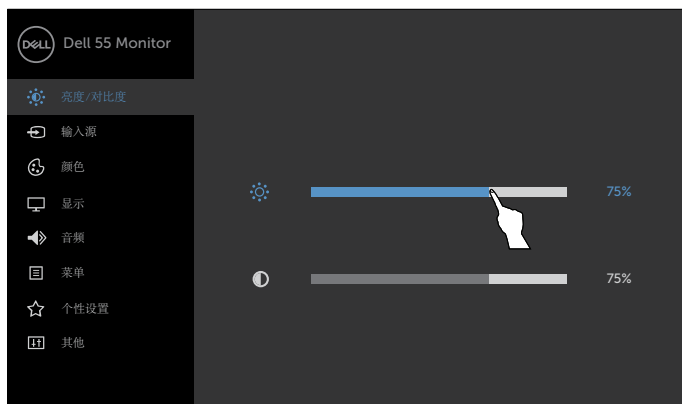 DELL
Dell 55 Monitor
亮度/对比度
输入源
颜色
显示
音频
菜单
个性设置
其他
75%
75%